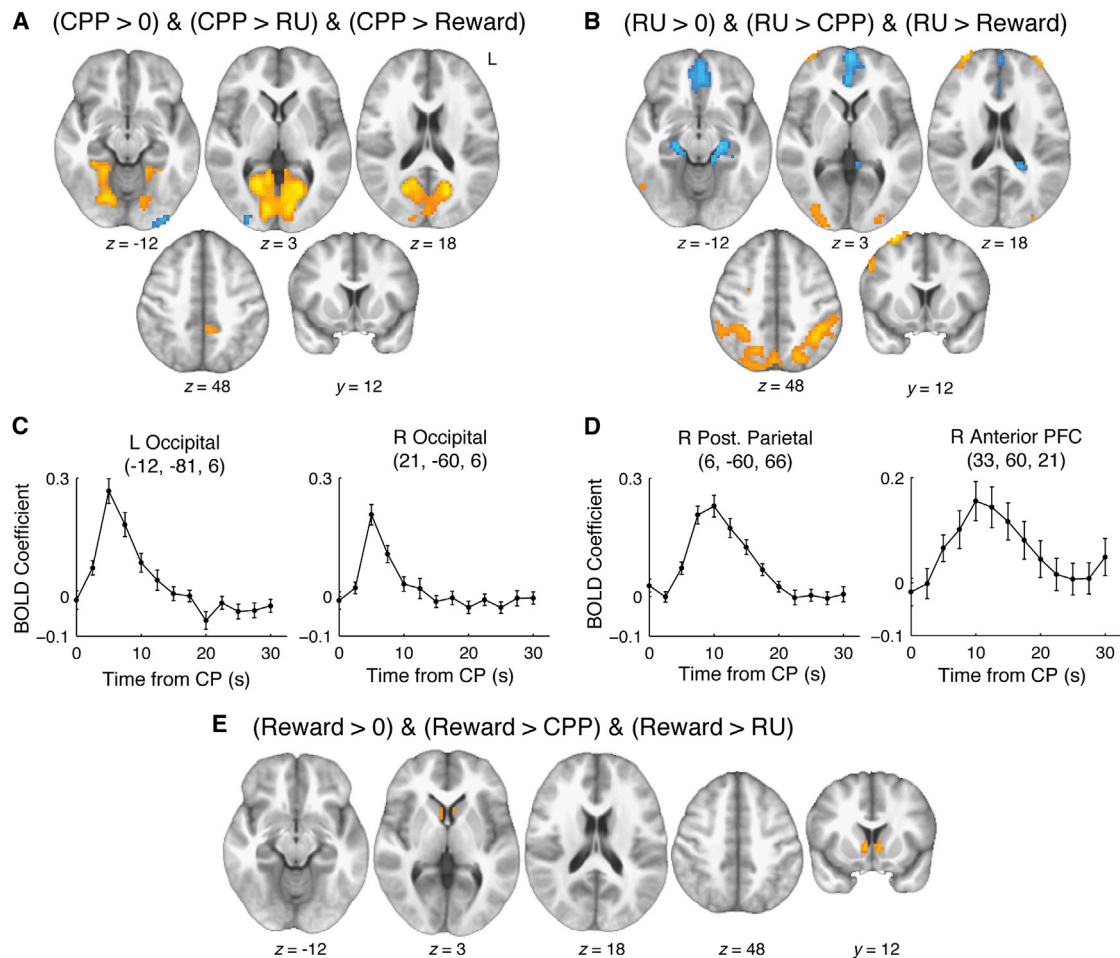 A (CPP > 0) & (CPP > RU) & (CPP > Reward)
L
z = -12 z = 3 z = 18
z = 48 y = 12
B (RU > 0) & (RU > CPP) & (RU > Reward)
z = -12 z = 3 z = 18
z = 48 y = 12
C
L Occipital
(-12, -81, 6)
0.3
0
−0.1
BOLD Coefficient
0 10 20 30
Time from CP (s)
R Occipital
(21, -60, 6)
0.3
0
−0.1
0 10 20 30
Time from CP (s)
D
R Post. Parietal
(6, -60, 66)
0.3
0
−0.1
BOLD Coefficient
0 10 20 30
Time from CP (s)
R Anterior PFC
(33, 60, 21)
0.2
0
−0.1
0 10 20 30
Time from CP (s)
E (Reward > 0) & (Reward > CPP) & (Reward > RU)
z = -12 z = 3 z = 18 z = 48 y = 12